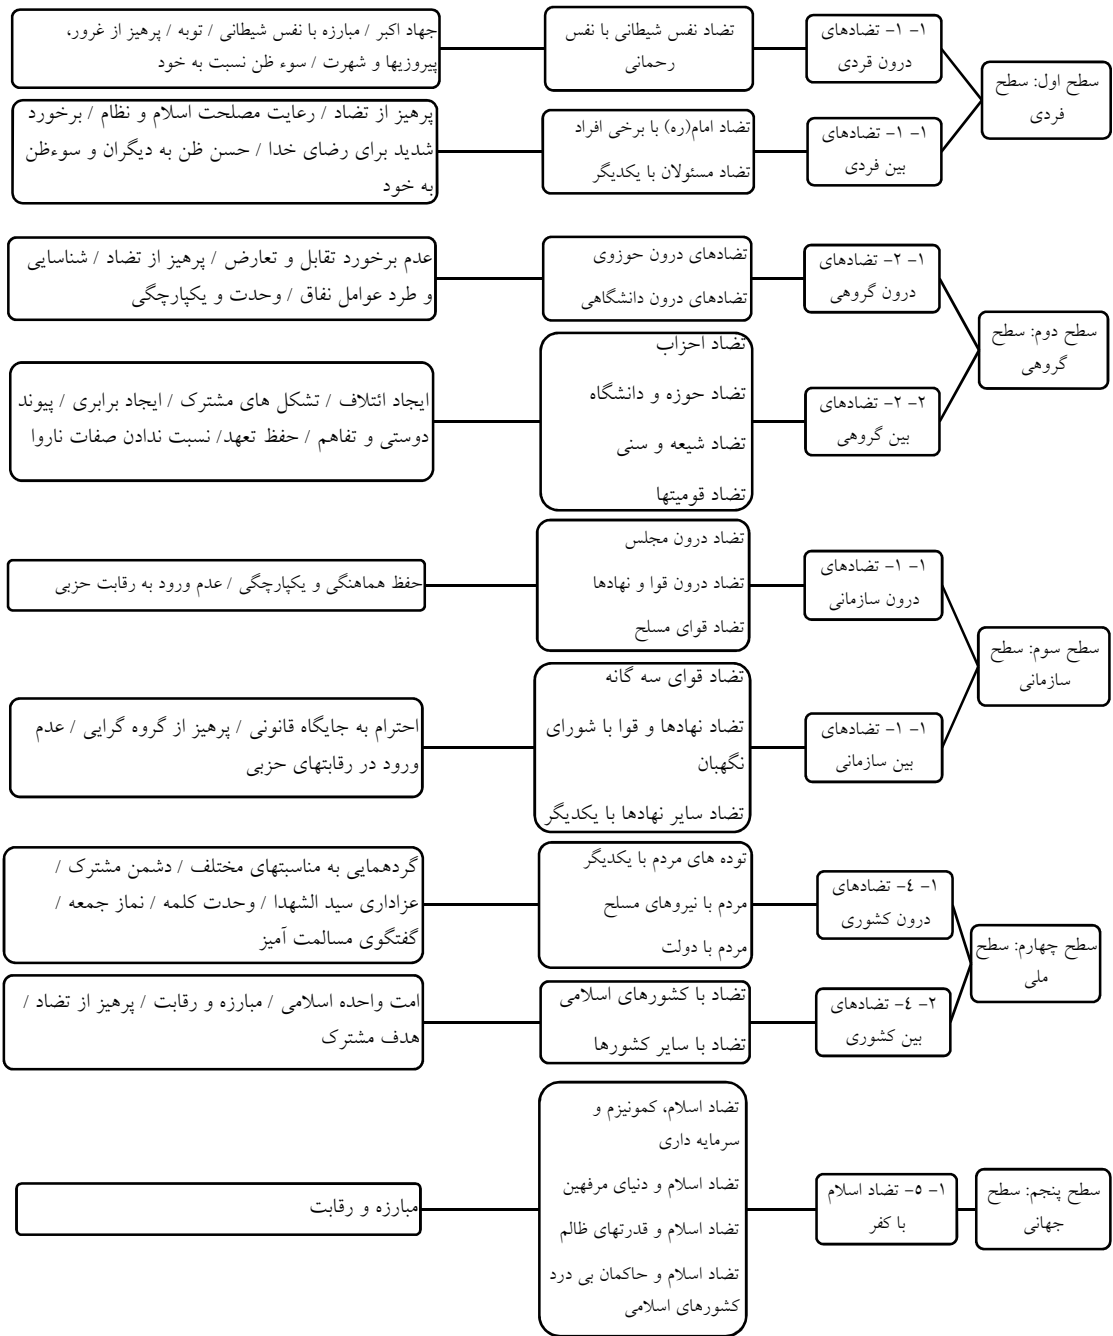 سطح اول: سطح
فردی
۱- ۱- تضادهای
درون قردی
تضاد نفس شیطانی با نفس
رحمانی
جهاد اکبر / مبارزه با نفس شیطانی / توبه / پرهیز از غرور،
پیروزیها و شهرت / سوء ظن نسبت به خود
۱- ۱- تضادهای
بین فردی
تضاد امام(ره) با برخی افراد
تضاد مسئولان با یکدیگر
پرهیز از تضاد / رعایت مصلحت اسلام و نظام / برخورد
شدید برای رضای خدا / حسن ظن به دیگران و سوءظن
به خود
سطح دوم: سطح
گروهی
۱- ۲- تضادهای
درون گروهی
تضادهای درون حوزوی
تضادهای درون دانشگاهی
عدم برخورد تقابل و تعارض / پرهیز از تضاد / شناسایی
و طرد عوامل نفاق / وحدت و یکپارچگی
۲- ۲- تضادهای
بین گروهی
تضاد احزاب
تضاد حوزه و دانشگاه
تضاد شیعه و سنی
تضاد قومیتها
ایجاد ائتلاف / تشکل های مشترک / ایجاد برابری / پیوند
دوستی و تفاهم / حفظ تعهد/ نسبت ندادن صفات ناروا
سطح سوم: سطح
سازمانی
۱- ۱- تضادهای
درون سازمانی
تضاد درون مجلس
تضاد درون قوا و نهادها
تضاد قوای مسلح
حفظ هماهنگی و یکپارچگی / عدم ورود به رقابت حزبی
۱- ۱- تضادهای
بین سازمانی
تضاد قوای سه گانه
تضاد نهادها و قوا با شورای
نگهبان
تضاد سایر نهادها با یکدیگر
احترام به جایگاه قانونی / پرهیز از گروه گرایی / عدم
ورود در رقابتهای حزبی
سطح چهارم: سطح
ملی
۱- ٤- تضادهای
درون کشوری
توده های مردم با یکدیگر
مردم با نیروهای مسلح
مردم با دولت
گردهمایی به مناسبتهای مختلف / دشمن مشترک /
عزاداری سید الشهدا / وحدت کلمه / نماز جمعه /
گفتگوی مسالمت آمیز
۲- ٤- تضادهای
بین کشوری
تضاد با کشورهای اسلامی
تضاد با سایر کشورها
امت واحده اسلامی / مبارزه و رقابت / پرهیز از تضاد /
هدف مشترک
سطح پنجم: سطح
جهانی
۱- ٥- تضاد اسلام
با کفر
تضاد اسلام، کمونیزم و
سرمایه داری
تضاد اسلام و دنیای مرفهین
تضاد اسلام و قدرتهای ظالم
تضاد اسلام و حاکمان بی درد
کشورهای اسلامی
مبارزه و رقابت